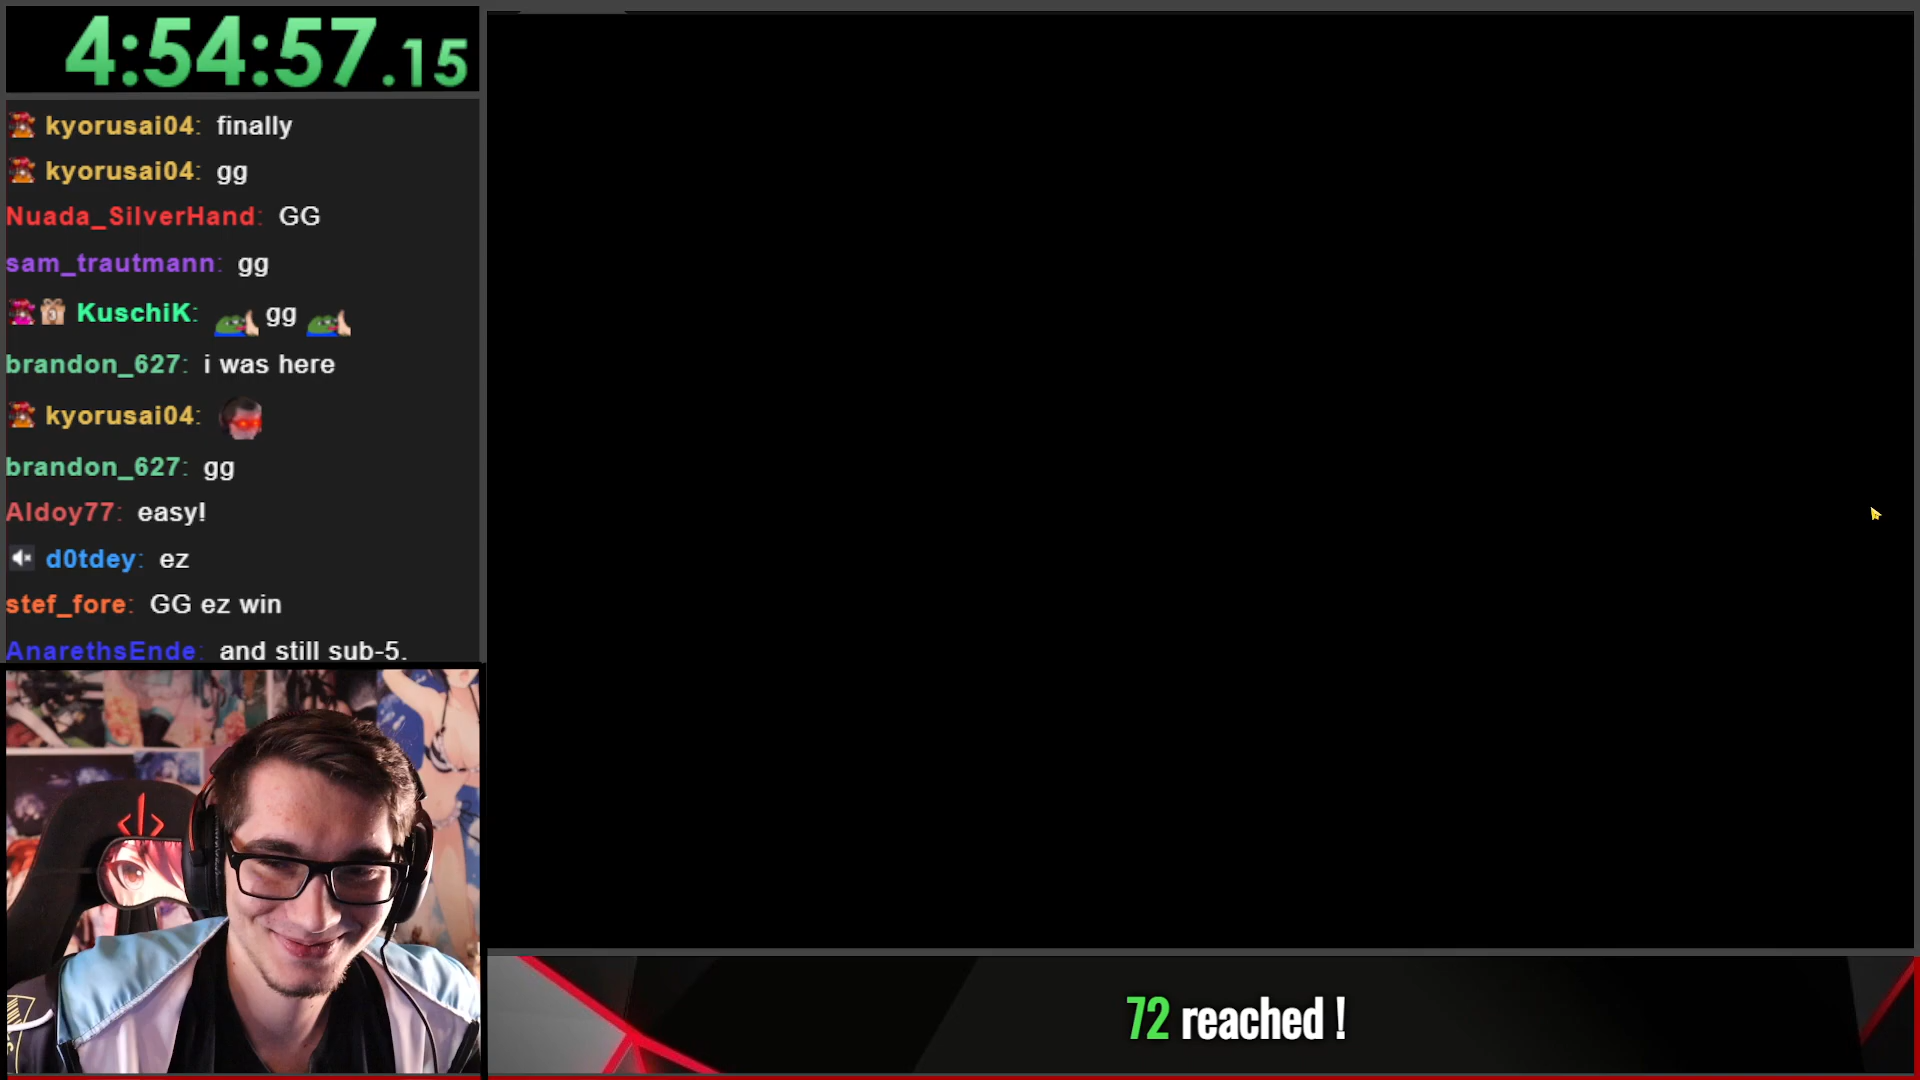 4:54:57.15
kyorusai04: finally
kyorusai04: gg
Nuada_SilverHand: GG
sam_trautmann: gg
KuschiK: gg
brandon_627: i was here
kyorusai04:
brandon_627: gg
Aldoy77: easy!
d0tdey: ez
stef_fore: GG ez win
AnarethsEnde: and still sub-5.
72 reached !